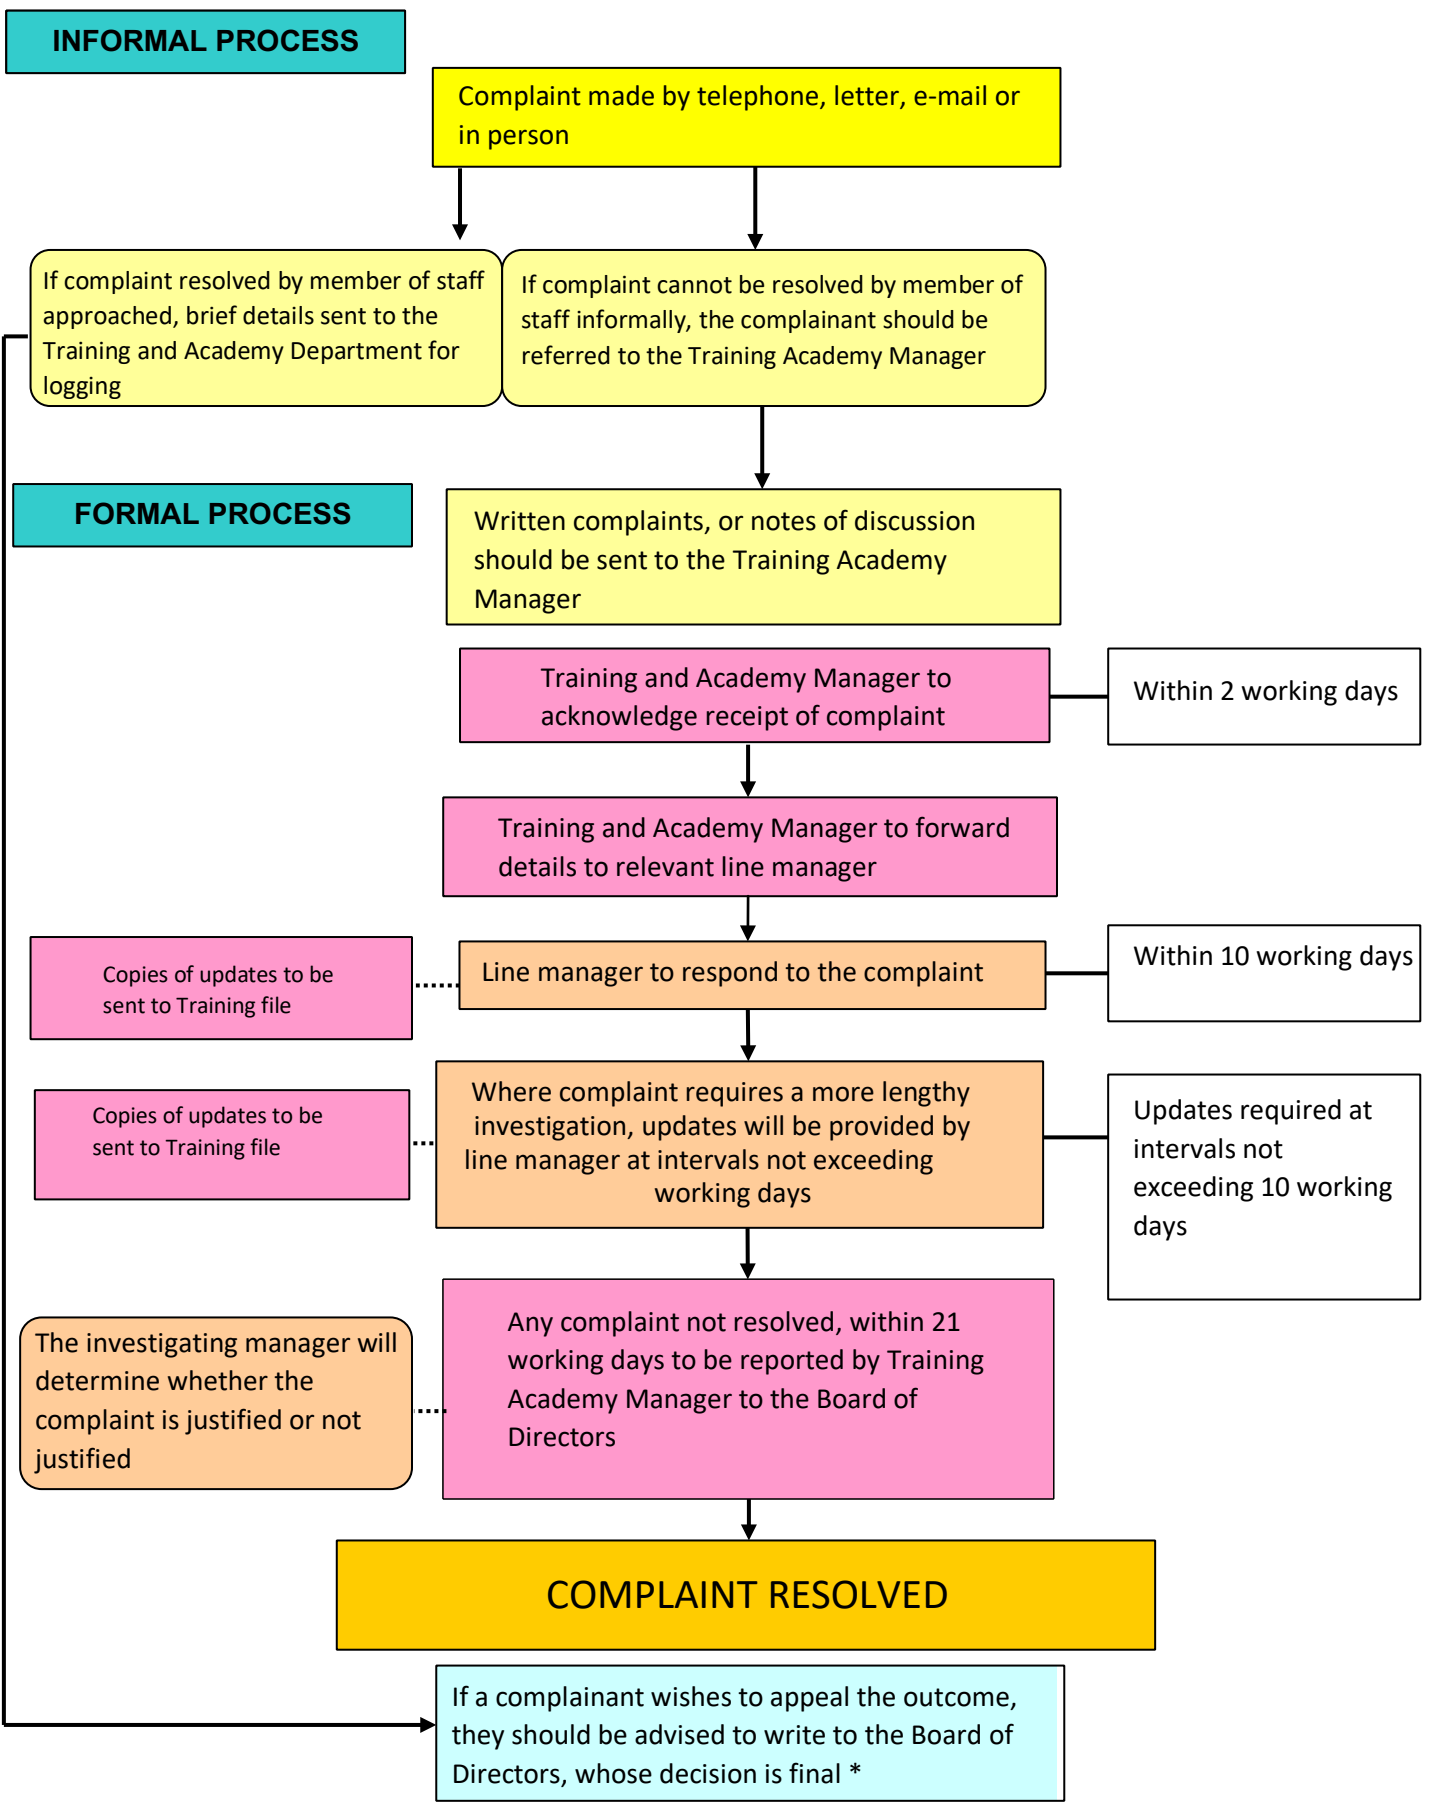 INFORMAL PROCESS
Complaint made by telephone, letter, e-mail or
in person
If complaint resolved by member of staff
approached, brief details sent to the
Training and Academy Department for
logging
If complaint cannot be resolved by member of
staff informally, the complainant should be
referred to the Training Academy Manager
FORMAL PROCESS
Written complaints, or notes of discussion
should be sent to the Training Academy
Manager
Training and Academy Manager to
acknowledge receipt of complaint
Within 2 working days
Training and Academy Manager to forward
details to relevant line manager
Copies of updates to be
sent to Training file
Line manager to respond to the complaint
Within 10 working days
Copies of updates to be
sent to Training file
Where complaint requires a more lengthy
investigation, updates will be provided by
line manager at intervals not exceeding
working days
Updates required at
intervals not
exceeding 10 working
days
The investigating manager will
determine whether the
complaint is justified or not
justified
Any complaint not resolved, within 21
working days to be reported by Training
Academy Manager to the Board of
Directors
COMPLAINT RESOLVED
If a complainant wishes to appeal the outcome,
they should be advised to write to the Board of
Directors, whose decision is final *